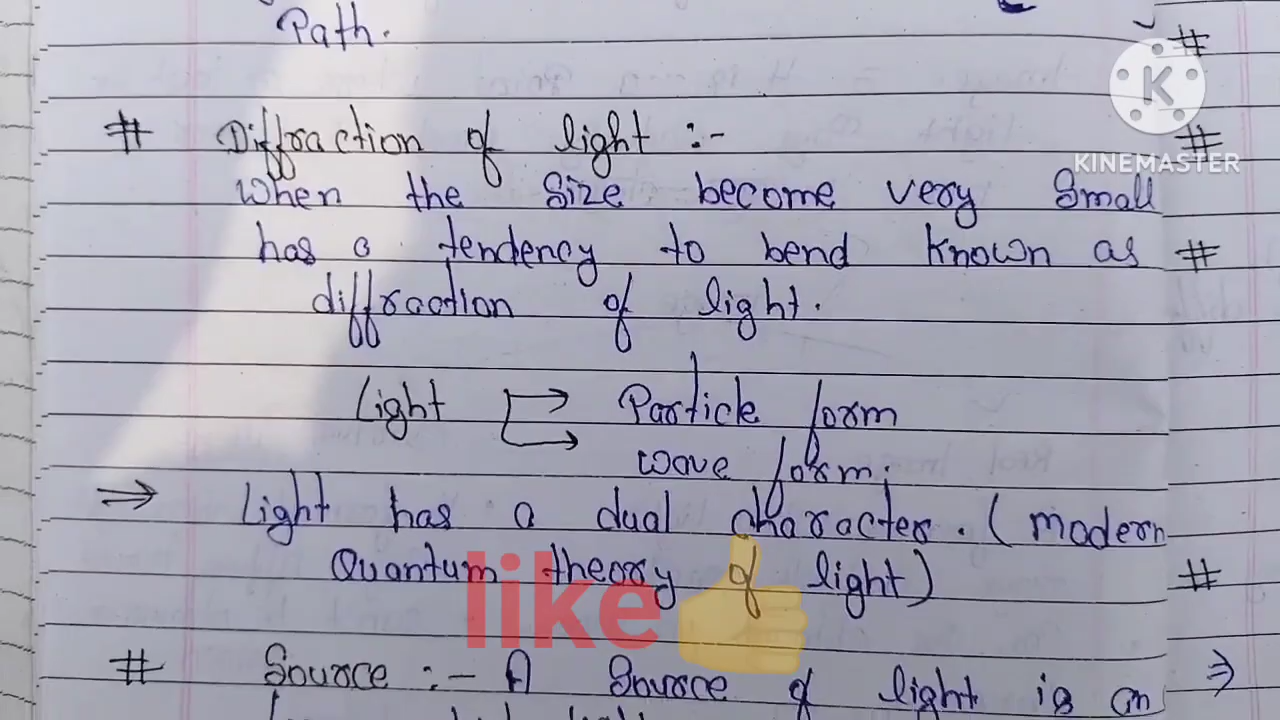 Path.
# Diffraction of light :-
When the Size become very Small
has a tendency to bend known as
diffraction of light.
Light → Particle form
→ wave form.
⇒ Light has a dual character. (Modern
Quantum theory of light)
# Source :- A Source of light is an
#
#
#
#
⇒
KINEMASTER
like